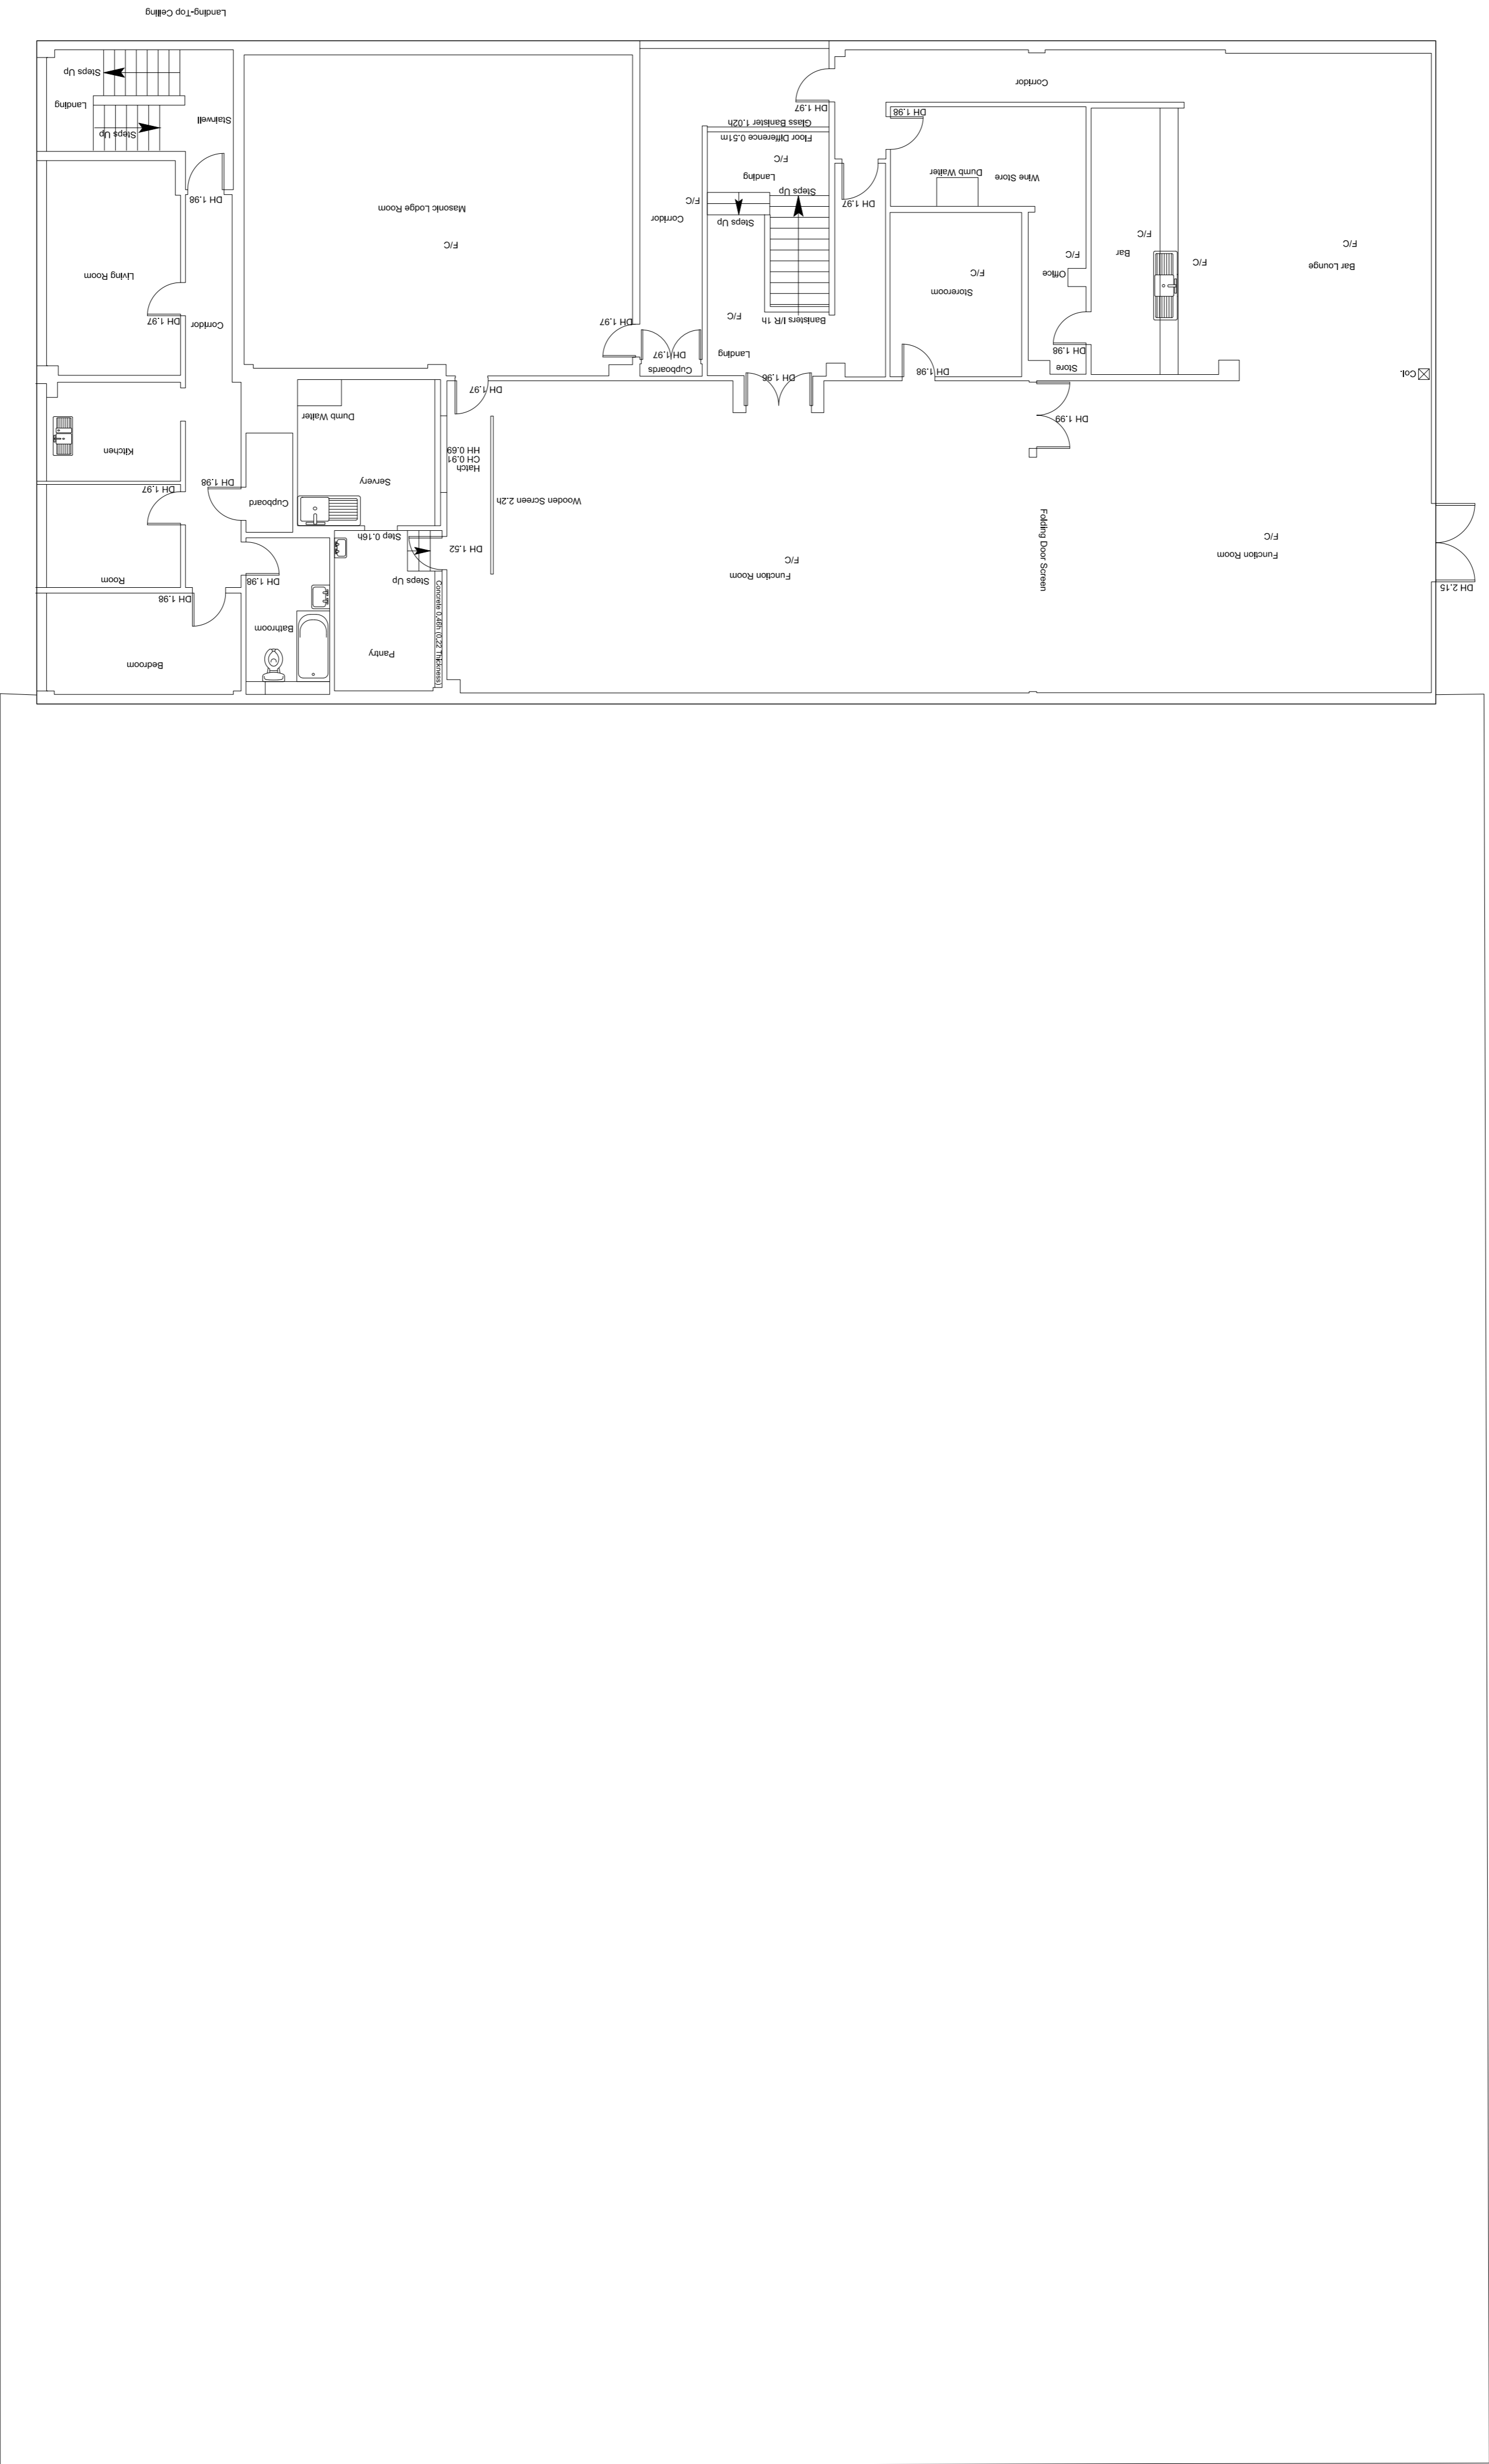 Landing-Top Ceiling
Steps Up
Landing
Steps Up
Stairwell
DH 1.98
Living Room
DH 1.97
Corridor
Masonic Lodge Room
F/C
DH 1.97
Corridor
F/C
DH 1.97
Cupboards
DH 1.97
Glass Banister 1.02h
Floor Difference 0.51m
F/C
Landing
Steps Up
Steps Up
F/C
Banisters I/R 1h
Landing
DH 1.98
DH 1.97
Corridor
DH 1.98
Dumb Waiter
Wine Store
F/C
Storeroom
DH 1.98
F/C
Office
DH 1.98
Store
F/C
Bar
F/C
F/C
Bar Lounge
Col.
DH 1.99
Kitchen
DH 1.97
DH 1.98
Cupboard
Dumb Waiter
Servery
DH 1.97
HH 0.69
CH 0.91
Hatch
Wooden Screen 2.2h
Step 0.16h
DH 1.52
Steps Up
Concrete 0.46h (0.22 Thickness)
Pantry
Room
DH 1.98
DH 1.98
Bathroom
Bedroom
F/C
Function Room
Folding Door Screen
F/C
Function Room
DH 2.15